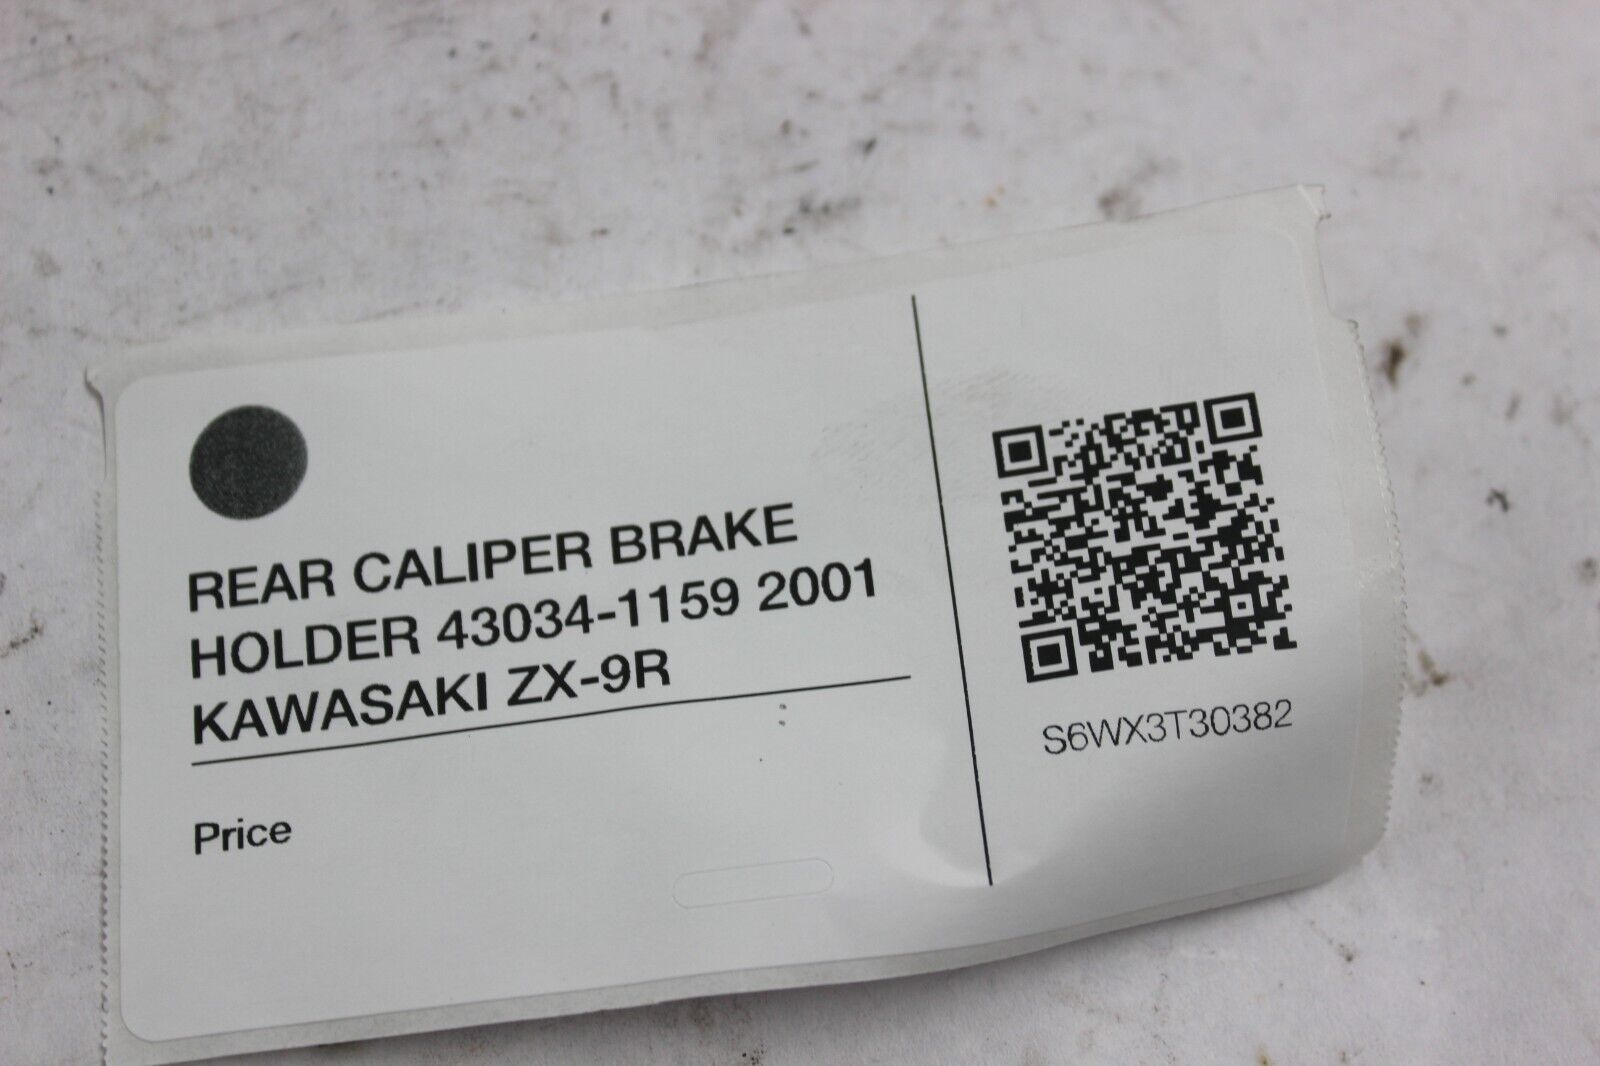 REAR CALIPER BRAKE
HOLDER 43034-1159 2001
KAWASAKI ZX-9R
Price
S6WX3T30382